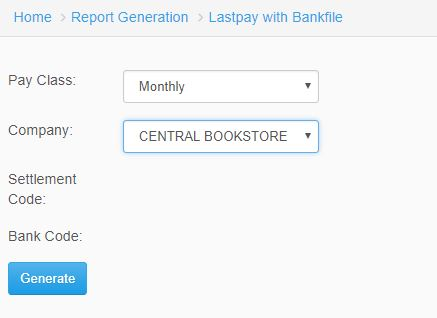 Home > Report Generation > Lastpay with Bankfile
Pay Class: Monthly
Company: CENTRAL BOOKSTORE
Settlement
Code:
Bank Code:
Generate